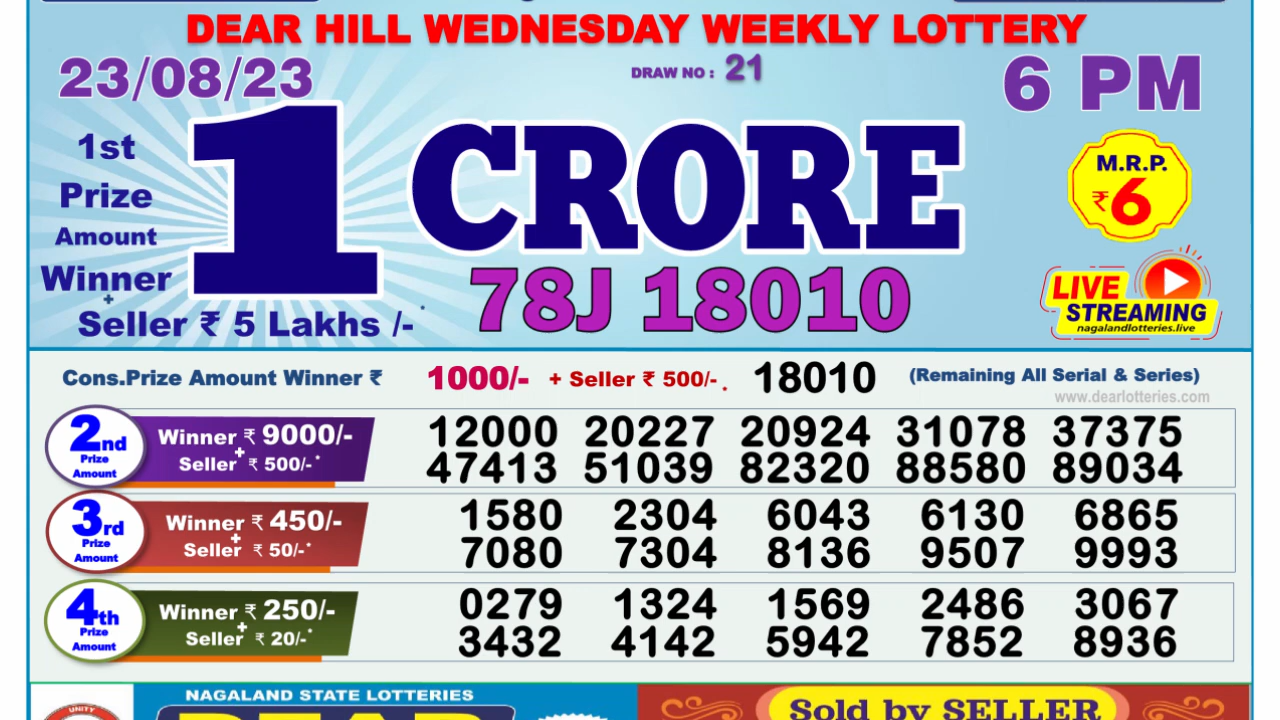 DEAR HILL WEDNESDAY WEEKLY LOTTERY
23/08/23
DRAW NO : 21
6 PM
1st
Prize
Amount
Winner
+
Seller ₹ 5 Lakhs /-*
1 CRORE
78J 18010
M.R.P.
₹6
LIVE
STREAMING
nagalandlotteries.live
Cons.Prize Amount Winner ₹ 1000/- + Seller ₹ 500/- . 18010 (Remaining All Serial & Series)
www.dearlotteries.com
2nd
Prize
Amount
Winner ₹ 9000/-
+
Seller ₹ 500/-*
12000 20227 20924 31078 37375
47413 51039 82320 88580 89034
3rd
Prize
Amount
Winner ₹ 450/-
+
Seller ₹ 50/-*
1580 2304 6043 6130 6865
7080 7304 8136 9507 9993
4th
Prize
Amount
Winner ₹ 250/-
+
Seller ₹ 20/-*
0279 1324 1569 2486 3067
3432 4142 5942 7852 8936
UNITY
NAGALAND STATE LOTTERIES
DEAR
Sold by SELLER